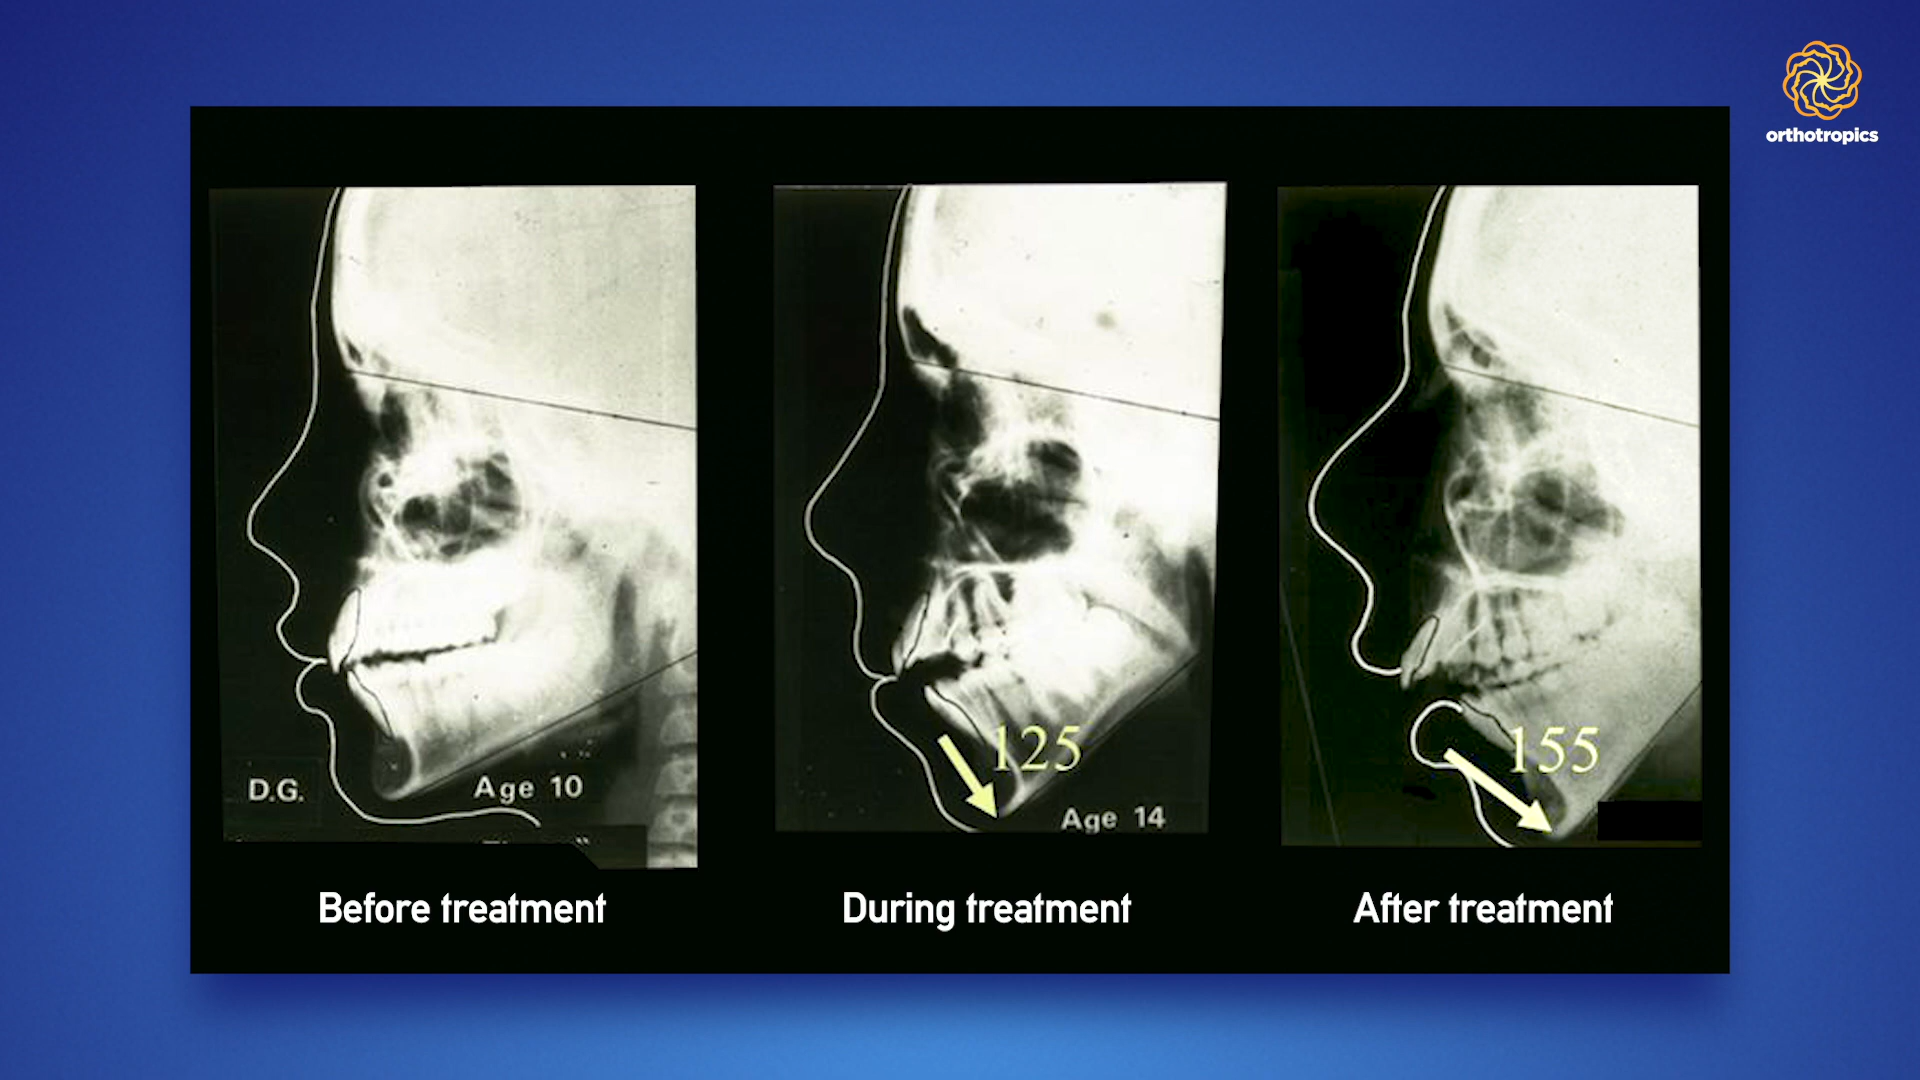 orthotropics
125
155
D.G.
Age 10
Age 14
Before treatment
During treatment
After treatment